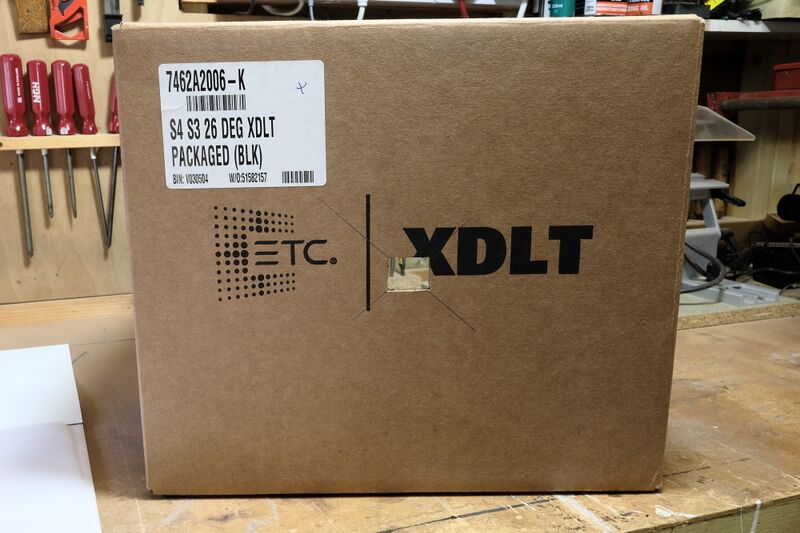 7462A2006-K
S4 S3 26 DEG XDLT
PACKAGED (BLK)
BIN: V030504 W/O:51582157
ETC.
XDLT